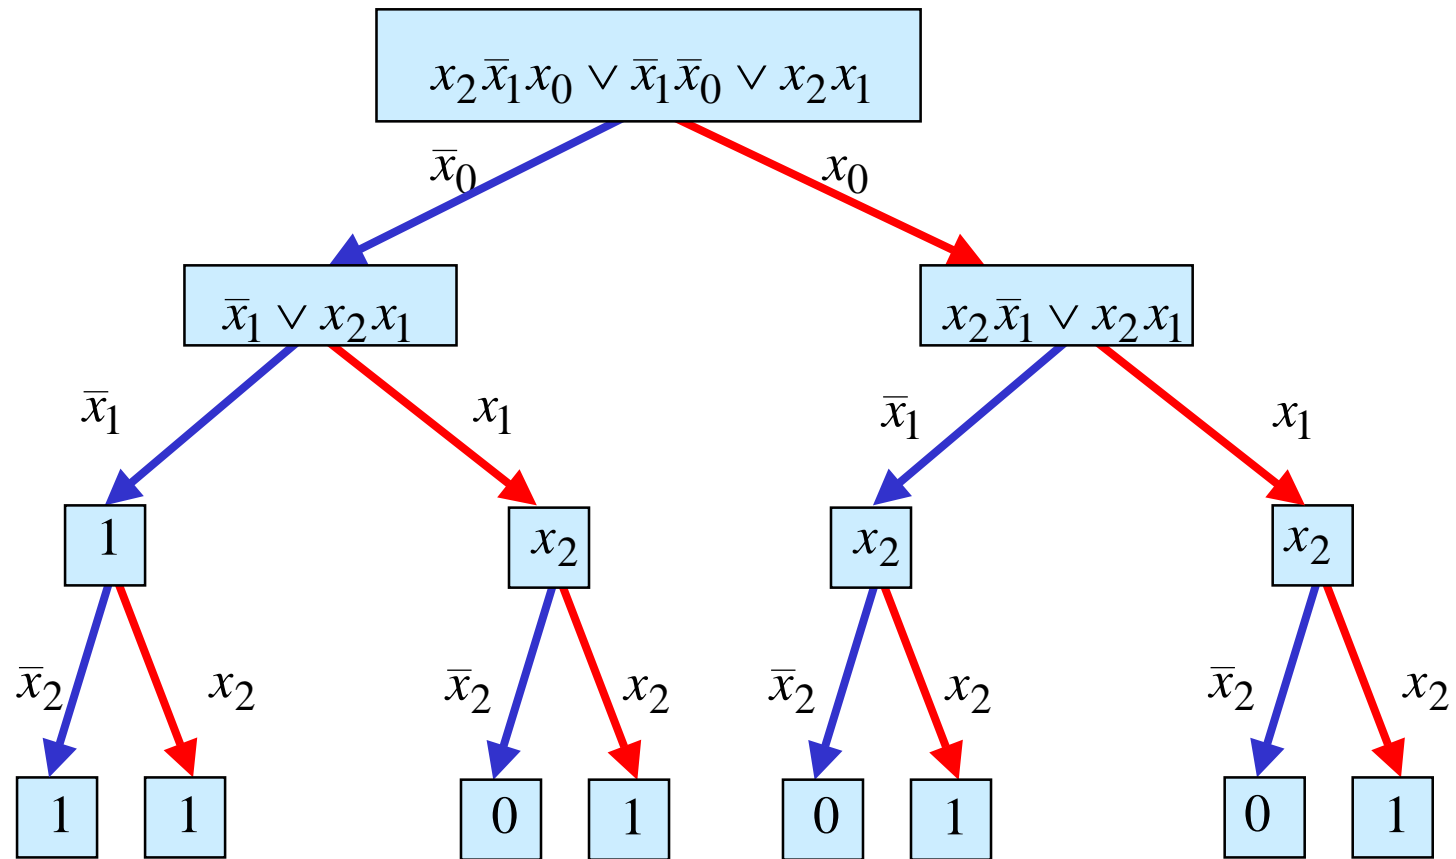 x̅₀ x₀
x₂x̅₁x₀ ∨ x̅₁x̅₀ ∨ x₂x₁
x̅₁ ∨ x₂x₁ x₂x̅₁ ∨ x₂x₁
x̅₁ x₁ x̅₁ x₁
1 x₂ x₂ x₂
x̅₂ x₂ x̅₂ x₂ x̅₂ x₂ x̅₂ x₂
1 1 0 1 0 1 0 1